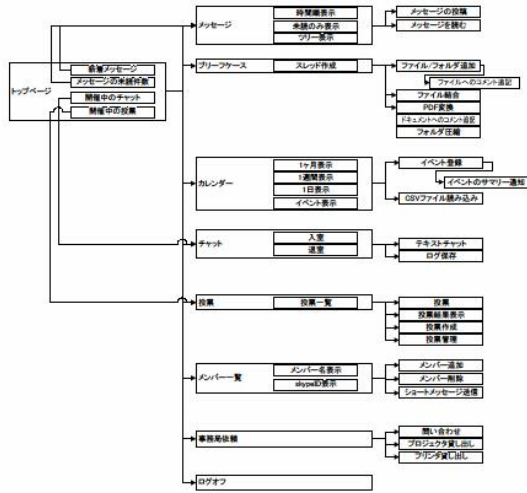 メッセージ
時間順表示
未読のみ表示
ツリー表示
メッセージの投稿
メッセージを読む
トップページ
新着メッセージ
メッセージの未読件数
開催中のチャット
開催中の投票
ブリーフケース
スレッド作成
ファイル/フォルダ追加
ファイルへのコメント追記
ファイル結合
PDF変換
ドキュメントへのコメント追記
フォルダ圧縮
カレンダー
1ヶ月表示
1週間表示
1日表示
イベント表示
イベント登録
イベントのサマリー通知
CSVファイル読み込み
チャット
入室
退室
テキストチャット
ログ保存
投票
投票一覧
投票
投票結果表示
投票作成
投票管理
メンバー一覧
メンバー名表示
skypeID表示
メンバー追加
メンバー削除
ショートメッセージ送信
事務局依頼
問い合わせ
プロジェクタ貸し出し
プリンタ貸し出し
ログオフ